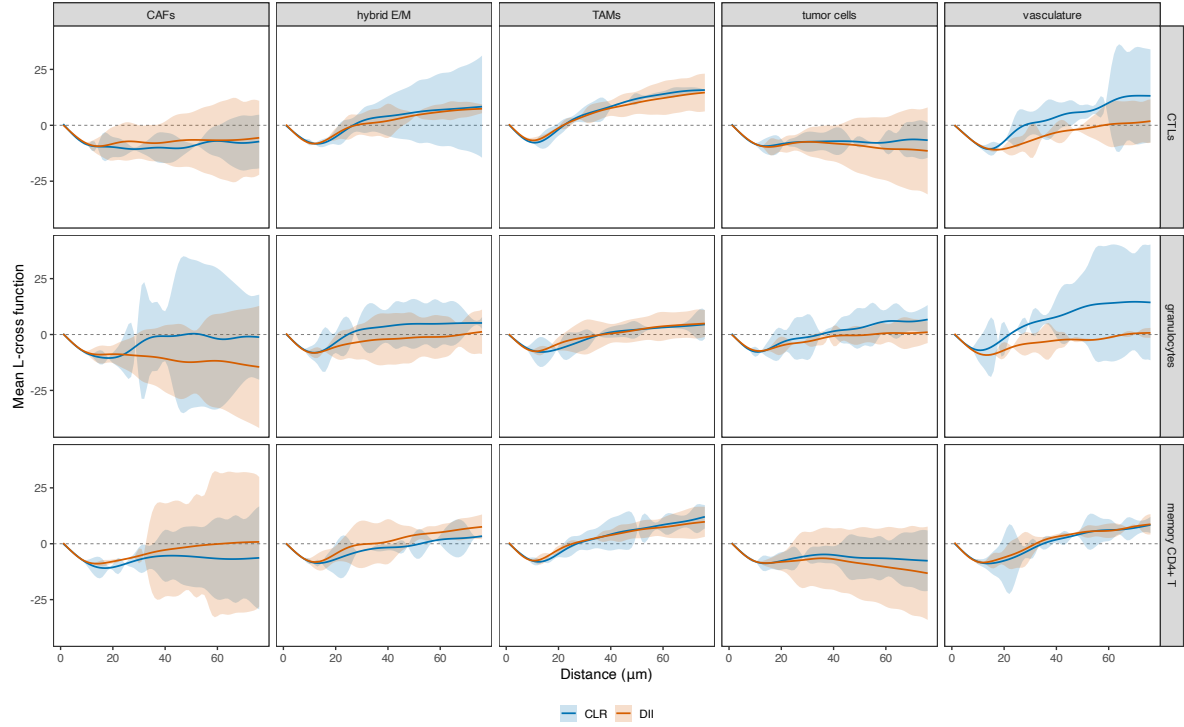 CAFs
hybrid E/M
TAMs
tumor cells
vasculature
25
0
-25
CTLs
25
0
-25
granulocytes
25
0
-25
memory CD4+ T
Mean L-cross function
0 20 40 60
0 20 40 60
0 20 40 60
0 20 40 60
0 20 40 60
Distance (µm)
CLR
DII